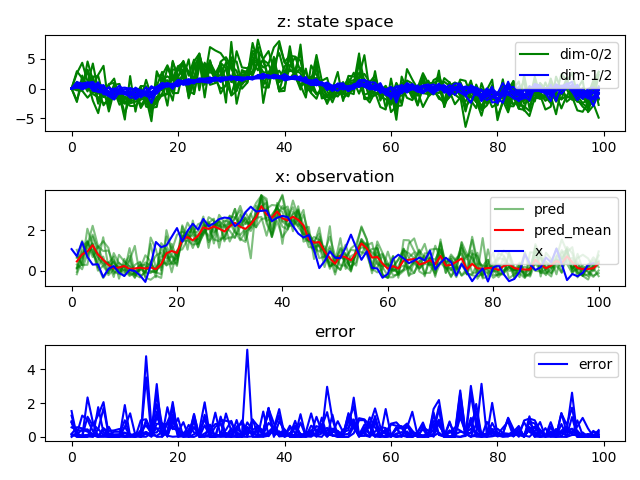 z: state space
5
0
−5
dim-0/2
dim-1/2
0 20 40 60 80 100
x: observation
2
0
pred
pred_mean
x
0 20 40 60 80 100
error
4
2
0
error
0 20 40 60 80 100